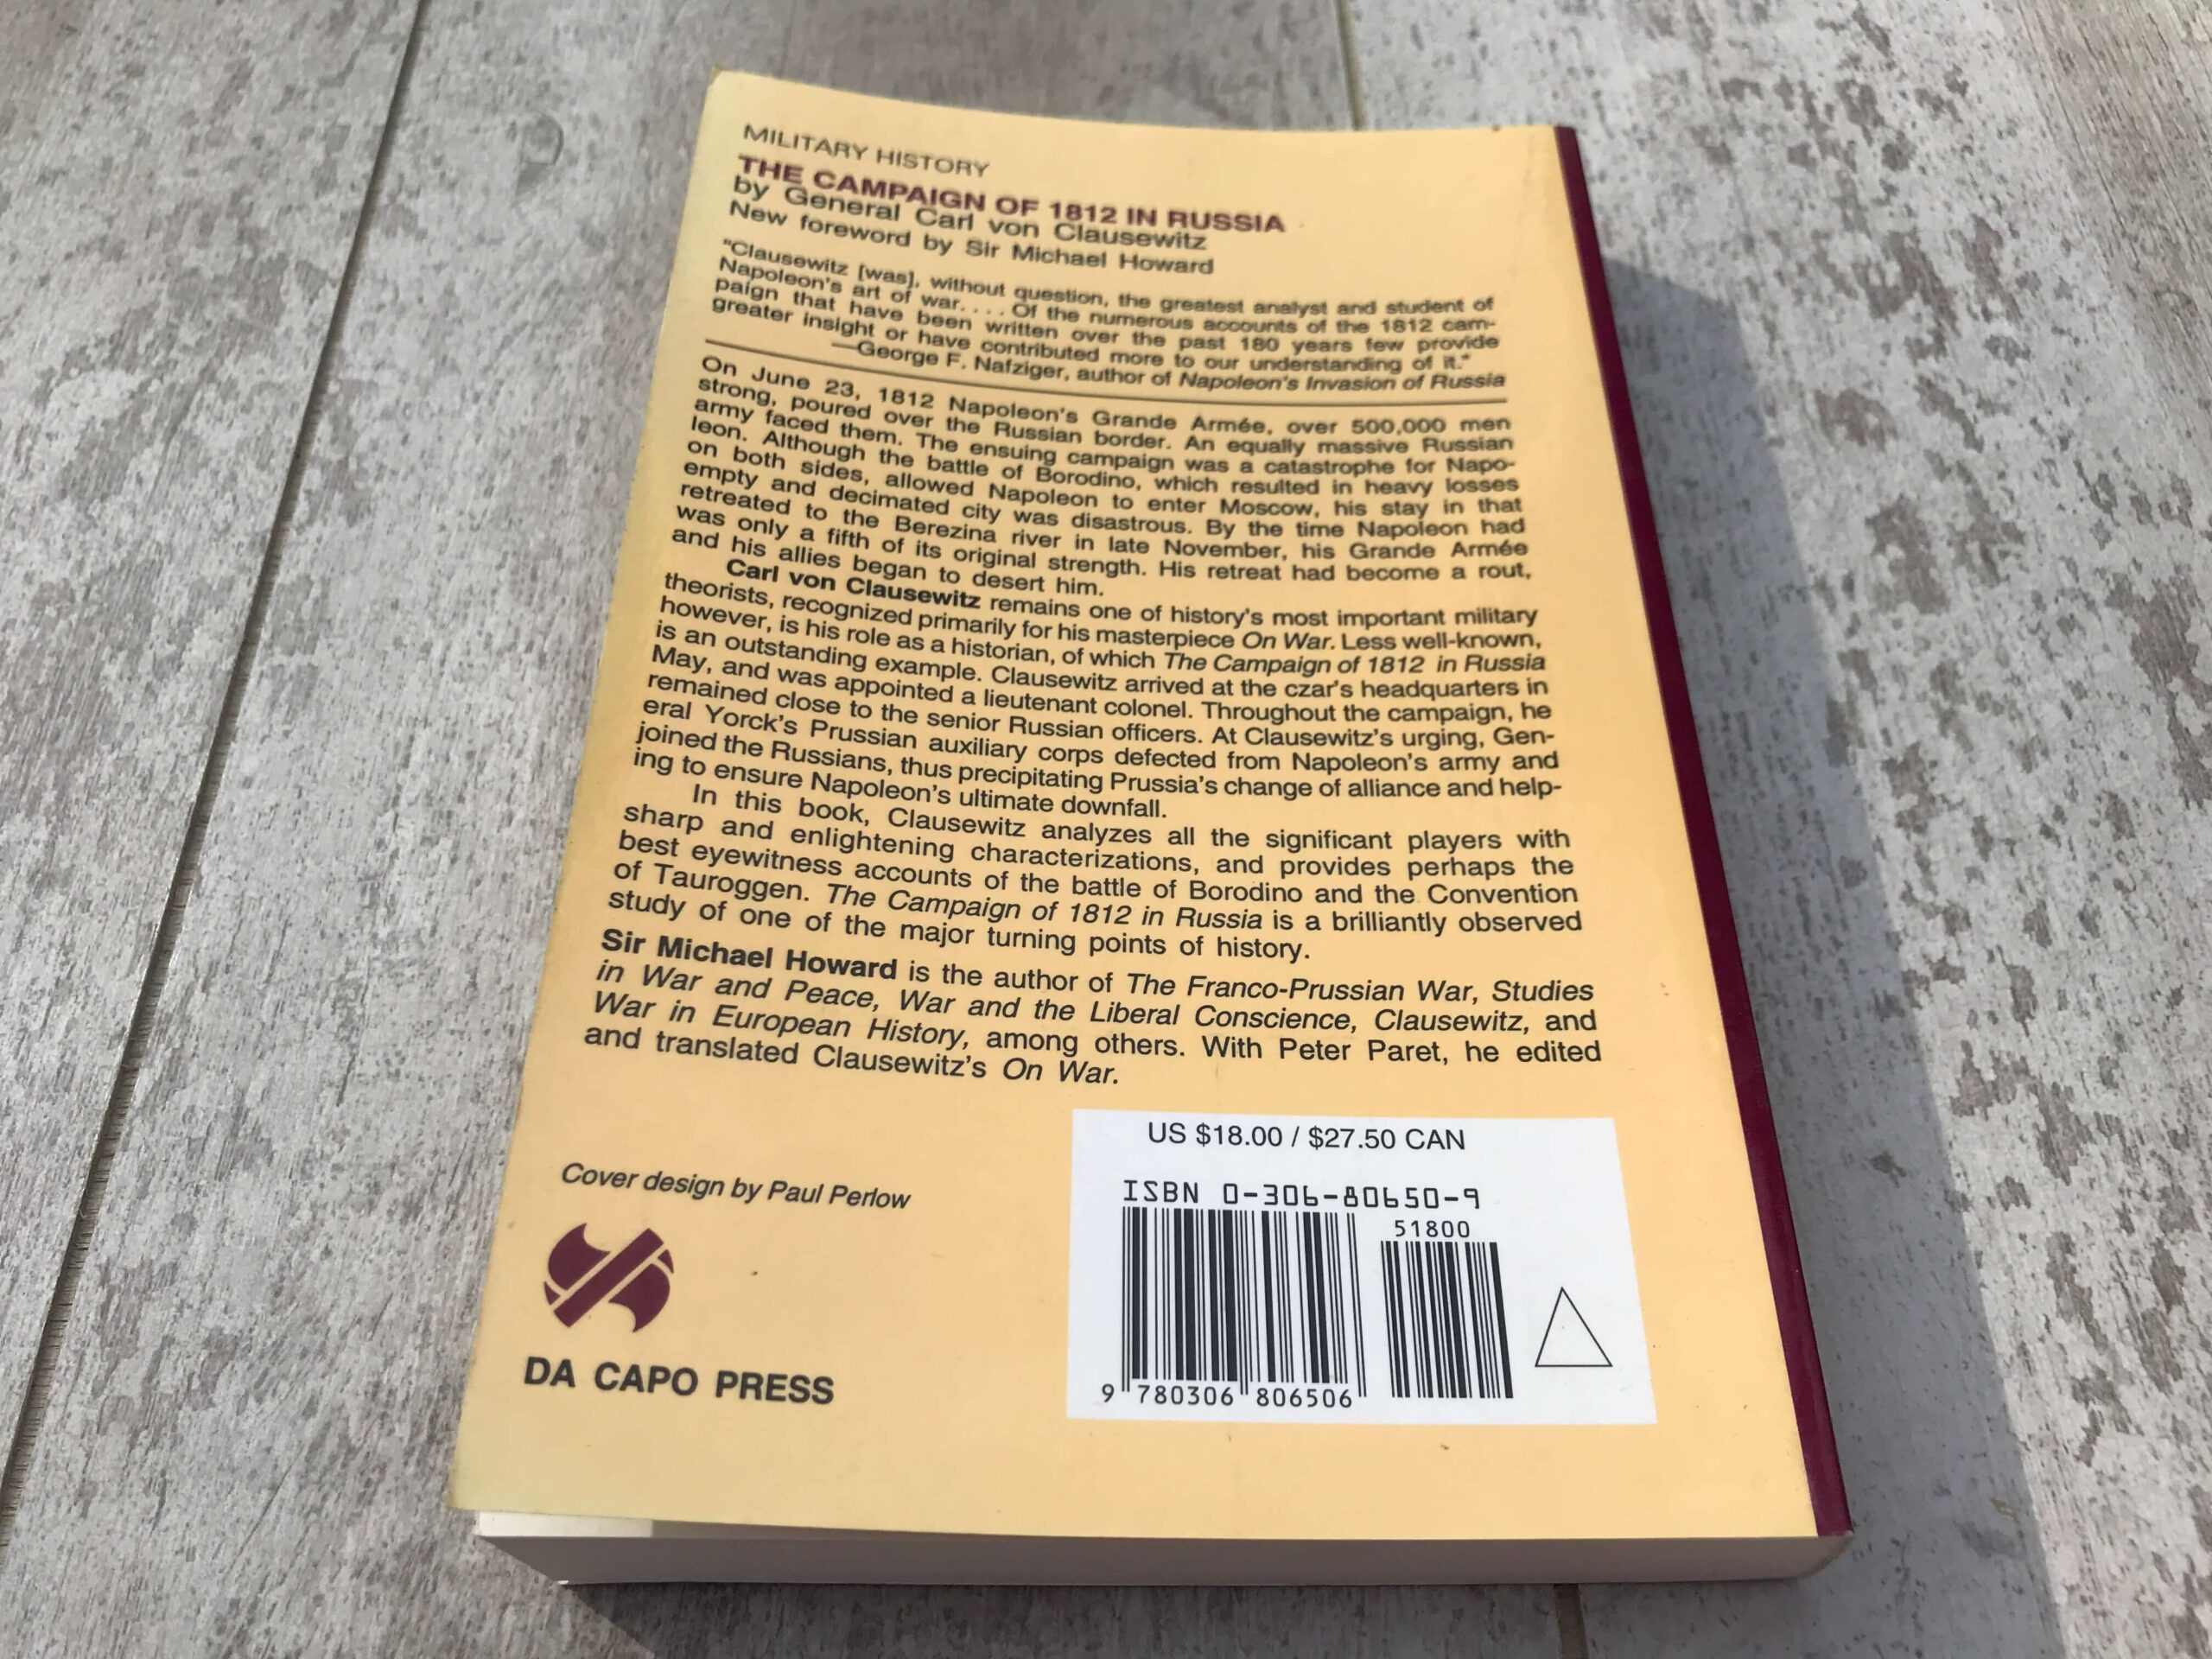 MILITARY HISTORY
THE CAMPAIGN OF 1812 IN RUSSIA
by General Carl von Clausewitz
New foreword by Sir Michael Howard
"Clausewitz [was], without question, the greatest analyst and student of
Napoleon's art of war. . . . Of the numerous accounts of the 1812 cam-
paign that have been written over the past 180 years few provide
greater insight or have contributed more to our understanding of it."
—George F. Nafziger, author of Napoleon's Invasion of Russia
On June 23, 1812 Napoleon's Grande Armée, over 500,000 men
strong, poured over the Russian border. An equally massive Russian
army faced them. The ensuing campaign was a catastrophe for Napo-
leon. Although the battle of Borodino, which resulted in heavy losses
on both sides, allowed Napoleon to enter Moscow, his stay in that
empty and decimated city was disastrous. By the time Napoleon had
retreated to the Berezina river in late November, his Grande Armée
was only a fifth of its original strength. His retreat had become a rout,
and his allies began to desert him.
Carl von Clausewitz remains one of history's most important military
theorists, recognized primarily for his masterpiece On War. Less well-known,
however, is his role as a historian, of which The Campaign of 1812 in Russia
is an outstanding example. Clausewitz arrived at the czar's headquarters in
May, and was appointed a lieutenant colonel. Throughout the campaign, he
remained close to the senior Russian officers. At Clausewitz's urging, Gen-
eral Yorck's Prussian auxiliary corps defected from Napoleon's army and
joined the Russians, thus precipitating Prussia's change of alliance and help-
ing to ensure Napoleon's ultimate downfall.
In this book, Clausewitz analyzes all the significant players with
sharp and enlightening characterizations, and provides perhaps the
best eyewitness accounts of the battle of Borodino and the Convention
of Tauroggen. The Campaign of 1812 in Russia is a brilliantly observed
study of one of the major turning points of history.
Sir Michael Howard is the author of The Franco-Prussian War, Studies
in War and Peace, War and the Liberal Conscience, Clausewitz, and
War in European History, among others. With Peter Paret, he edited
and translated Clausewitz's On War.
US $18.00 / $27.50 CAN
Cover design by Paul Perlow
ISBN 0-306-80650-9
51800
9 780306 806506
DA CAPO PRESS